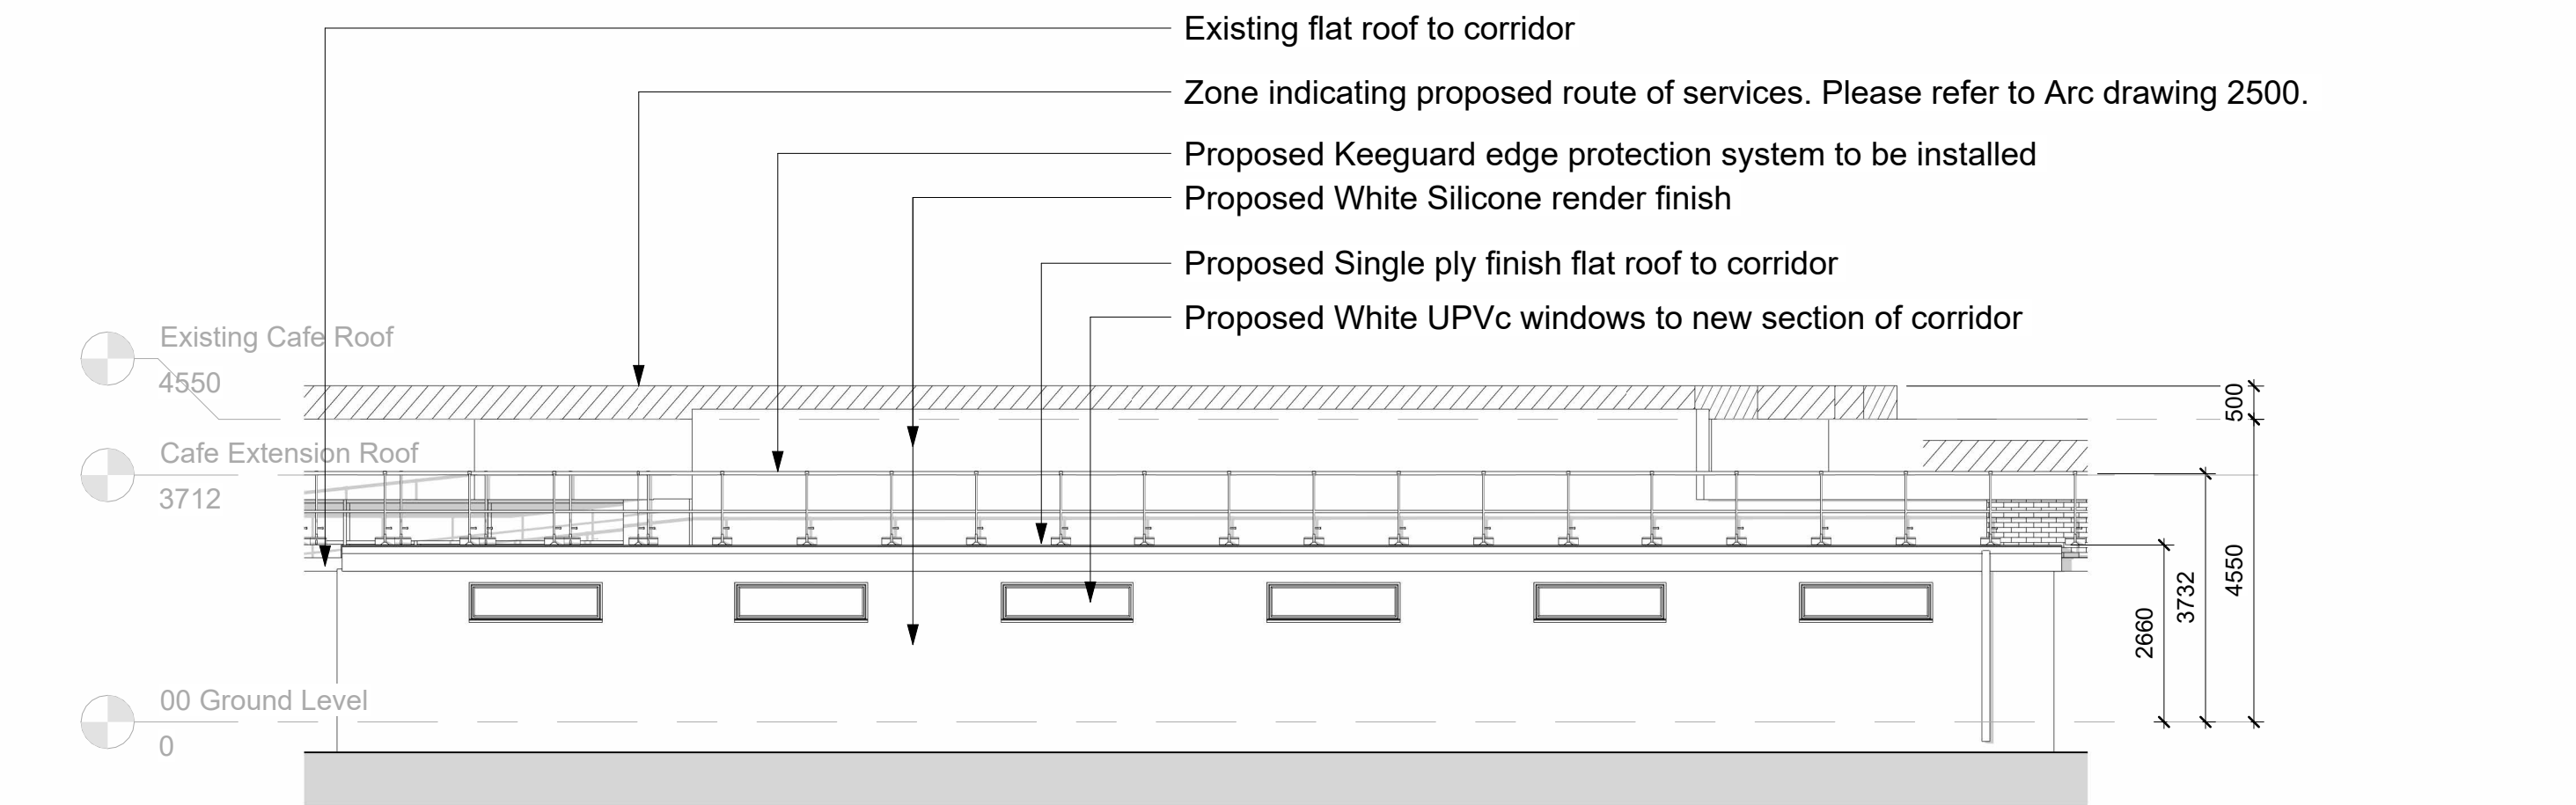 Existing flat roof to corridor
Zone indicating proposed route of services. Please refer to Arc drawing 2500.
Proposed Keeguard edge protection system to be installed
Proposed White Silicone render finish
Proposed Single ply finish flat roof to corridor
Proposed White UPVc windows to new section of corridor
Existing Cafe Roof
4550
Cafe Extension Roof
3712
00 Ground Level
0
500
4550
3732
2660